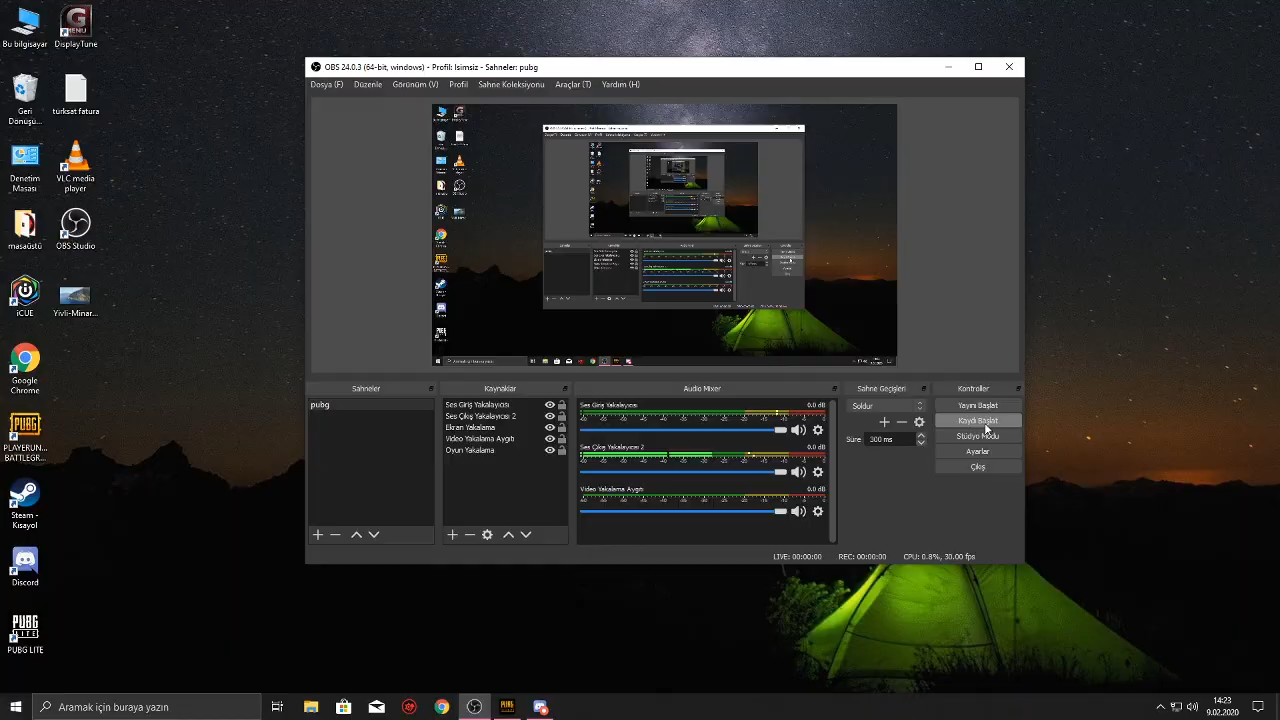 Bu bilgisayar
DisplayTune
Geri
Dönüşü...
türksat fatura
Denetim
Masası
VLC media
player
masaüstü
OBS Studio
iCUE
Google
Chrome
PLAYERUN...
BATTLEGR...
Steam -
Kısayol
Discord
PUBG LITE
OBS 24.0.3 (64-bit, windows) - Profil: Isimsiz - Sahneler: pubg
Dosya (F) Düzenle Görünüm (V) Profil Sahne Koleksiyonu Araçlar (T) Yardım (H)
Sahneler
pubg
Kaynaklar
Ses Giriş Yakalayıcısı
Ses Çıkış Yakalayıcısı 2
Ekran Yakalama
Video Yakalama Aygıtı
Oyun Yakalama
Audio Mixer
Ses Giriş Yakalayıcısı 0.0 dB
Ses Çıkış Yakalayıcısı 2 0.0 dB
Video Yakalama Aygıtı 0.0 dB
Sahne Geçişleri
Soldur
Süre 300 ms
Kontroller
Yayını Başlat
Kaydı Başlat
Stüdyo Modu
Ayarlar
Çıkış
LIVE: 00:00:00 REC: 00:00:00 CPU: 0.8%, 30.00 fps
Aramak için buraya yazın
14:23
9.02.2020